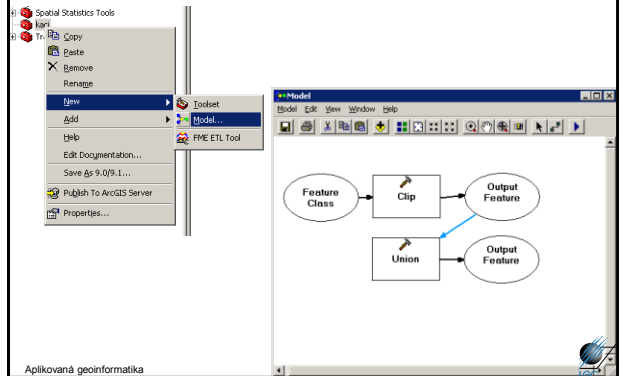 Spatial Statistics Tools
kari
Tr
Copy
Paste
Remove
Rename
New
Add
Help
Edit Documentation...
Save As 9.0/9.1...
Publish To ArcGIS Server
Properties...
Toolset
Model...
FME ETL Tool
Model
Model Edit View Window Help
Feature
Class
Clip
Output
Feature
Union
Output
Feature
Aplikovaná geoinformatika